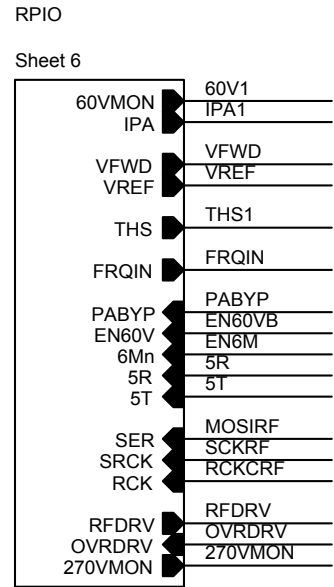 RPIO
Sheet 6
60VMON 60V1
IPA IPA1
VFWD VFWD
VREF VREF
THS THS1
FRQIN FRQIN
PABYP PABYP
EN60V EN60VB
6Mn EN6M
5R 5R
5T 5T
SER MOSIRF
SRCK SCKRF
RCK RCKCRF
RFDRV RFDRV
OVRDRV OVRDRV
270VMON 270VMON